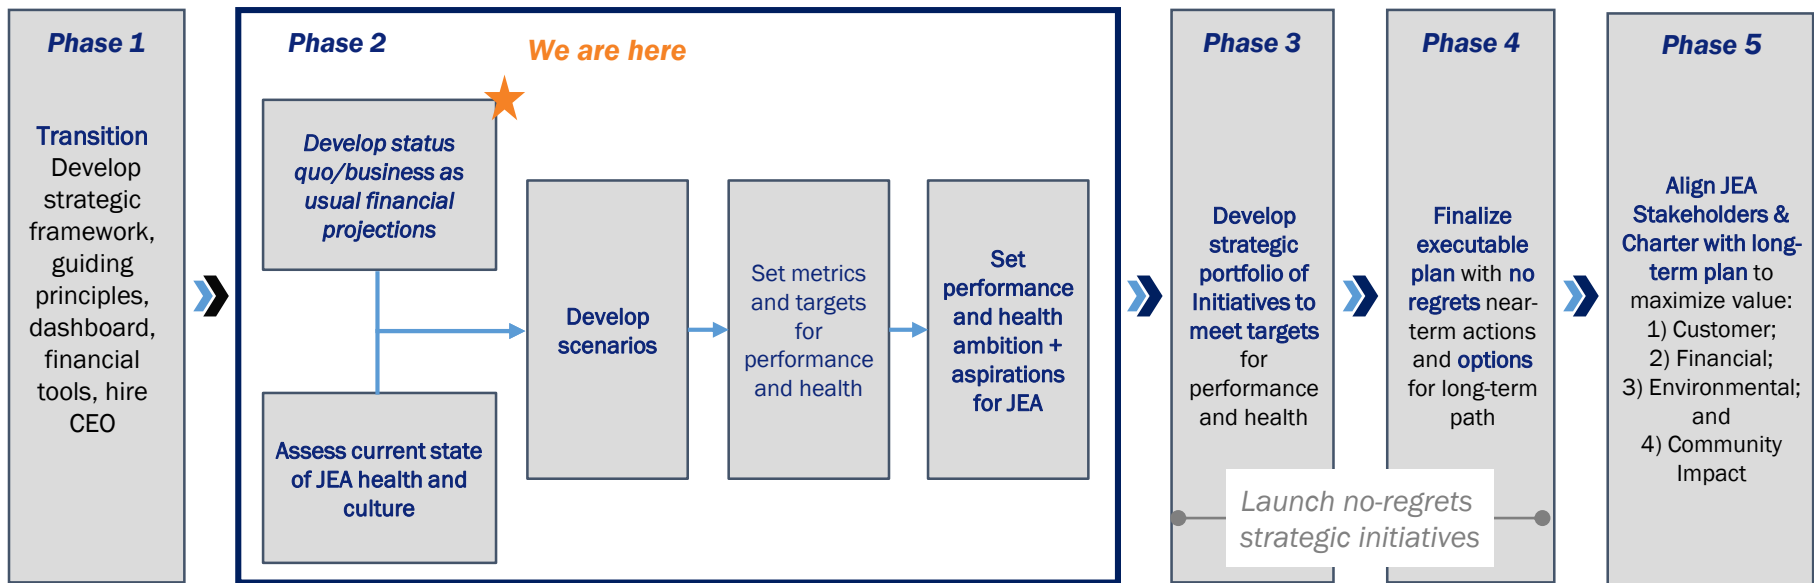 Phase 1
Transition
Develop
strategic
framework,
guiding
principles,
dashboard,
financial
tools, hire
CEO
Phase 2
We are here
Develop status
quo/business as
usual financial
projections
Assess current state
of JEA health and
culture
Develop
scenarios
Set metrics
and targets
for
performance
and health
Set
performance
and health
ambition +
aspirations
for JEA
Phase 3
Develop
strategic
portfolio of
Initiatives to
meet targets
for
performance
and health
Phase 4
Finalize
executable
plan with no
regrets near-
term actions
and options
for long-term
path
Launch no-regrets
strategic initiatives
Phase 5
Align JEA
Stakeholders &
Charter with long-
term plan to
maximize value:
1) Customer;
2) Financial;
3) Environmental;
and
4) Community
Impact